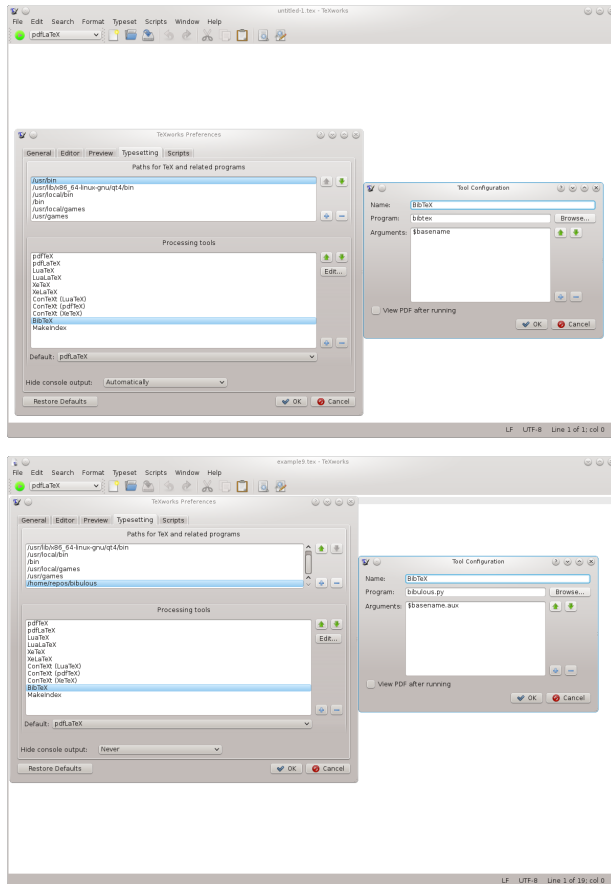 untitled-1.tex - TeXworks
File Edit Search Format Typeset Scripts Window Help
pdfLaTeX
TeXworks Preferences
General Editor Preview Typesetting Scripts
Paths for TeX and related programs
/usr/bin
/usr/lib/x86_64-linux-gnu/qt4/bin
/usr/local/bin
/bin
/usr/local/games
/usr/games
Processing tools
pdfTeX
pdfLaTeX
LuaTeX
LuaLaTeX
XeTeX
XeLaTeX
ConTeXt (LuaTeX)
ConTeXt (pdfTeX)
ConTeXt (XeTeX)
BibTeX
MakeIndex
Edit...
Default: pdfLaTeX
Hide console output: Automatically
Restore Defaults OK Cancel
Tool Configuration
Name: BibTeX
Program: bibtex Browse...
Arguments: $basename
View PDF after running
OK Cancel
LF UTF-8 Line 1 of 1; col 0
example9.tex - TeXworks
File Edit Search Format Typeset Scripts Window Help
pdfLaTeX
TeXworks Preferences
General Editor Preview Typesetting Scripts
Paths for TeX and related programs
/usr/lib/x86_64-linux-gnu/qt4/bin
/usr/local/bin
/bin
/usr/local/games
/usr/games
/home/repos/bibulous
Processing tools
pdfTeX
pdfLaTeX
LuaTeX
LuaLaTeX
XeTeX
XeLaTeX
ConTeXt (LuaTeX)
ConTeXt (pdfTeX)
ConTeXt (XeTeX)
BibTeX
MakeIndex
Edit...
Default: pdfLaTeX
Hide console output: Never
Restore Defaults OK Cancel
Tool Configuration
Name: BibTeX
Program: bibulous.py Browse...
Arguments: $basename.aux
View PDF after running
OK Cancel
LF UTF-8 Line 1 of 19; col 0